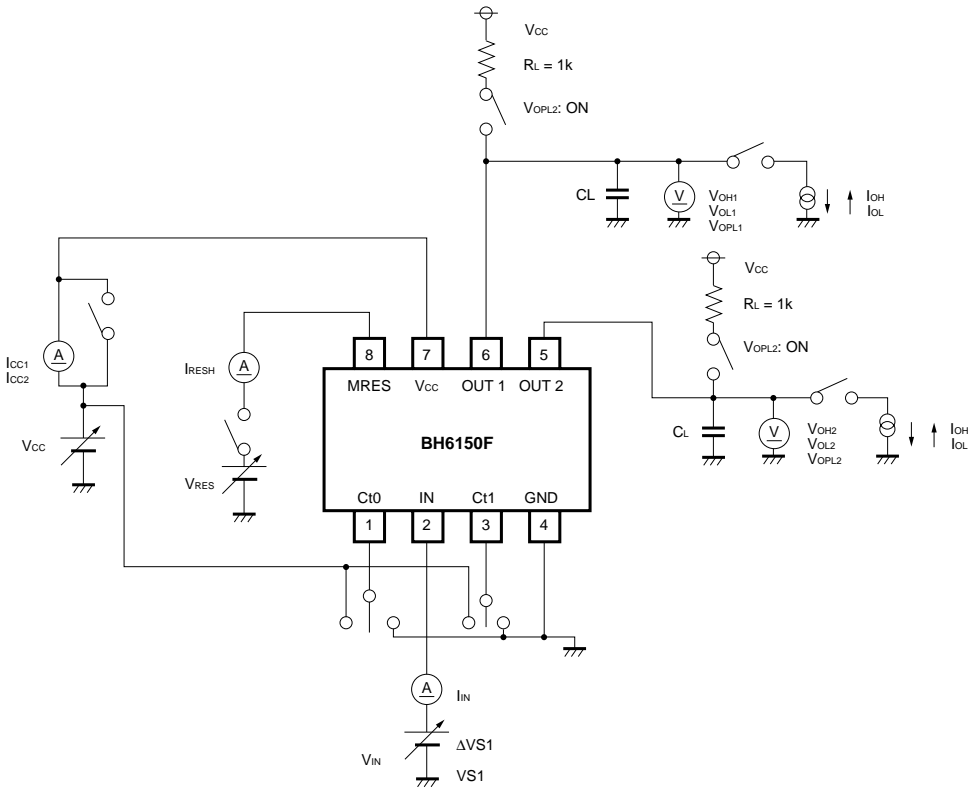 VCC
RL = 1k
VOPL2: ON
CL
V
VOH1
VOL1
VOPL1
IOH
IOL
VCC
RL = 1k
VOPL2: ON
CL
V
VOH2
VOL2
VOPL2
IOH
IOL
ICC1
ICC2
A
VCC
IRESH
A
VRES
8 7 6 5
MRES VCC OUT 1 OUT 2
BH6150F
Ct0 IN Ct1 GND
1 2 3 4
A
IIN
VIN
ΔVS1
VS1